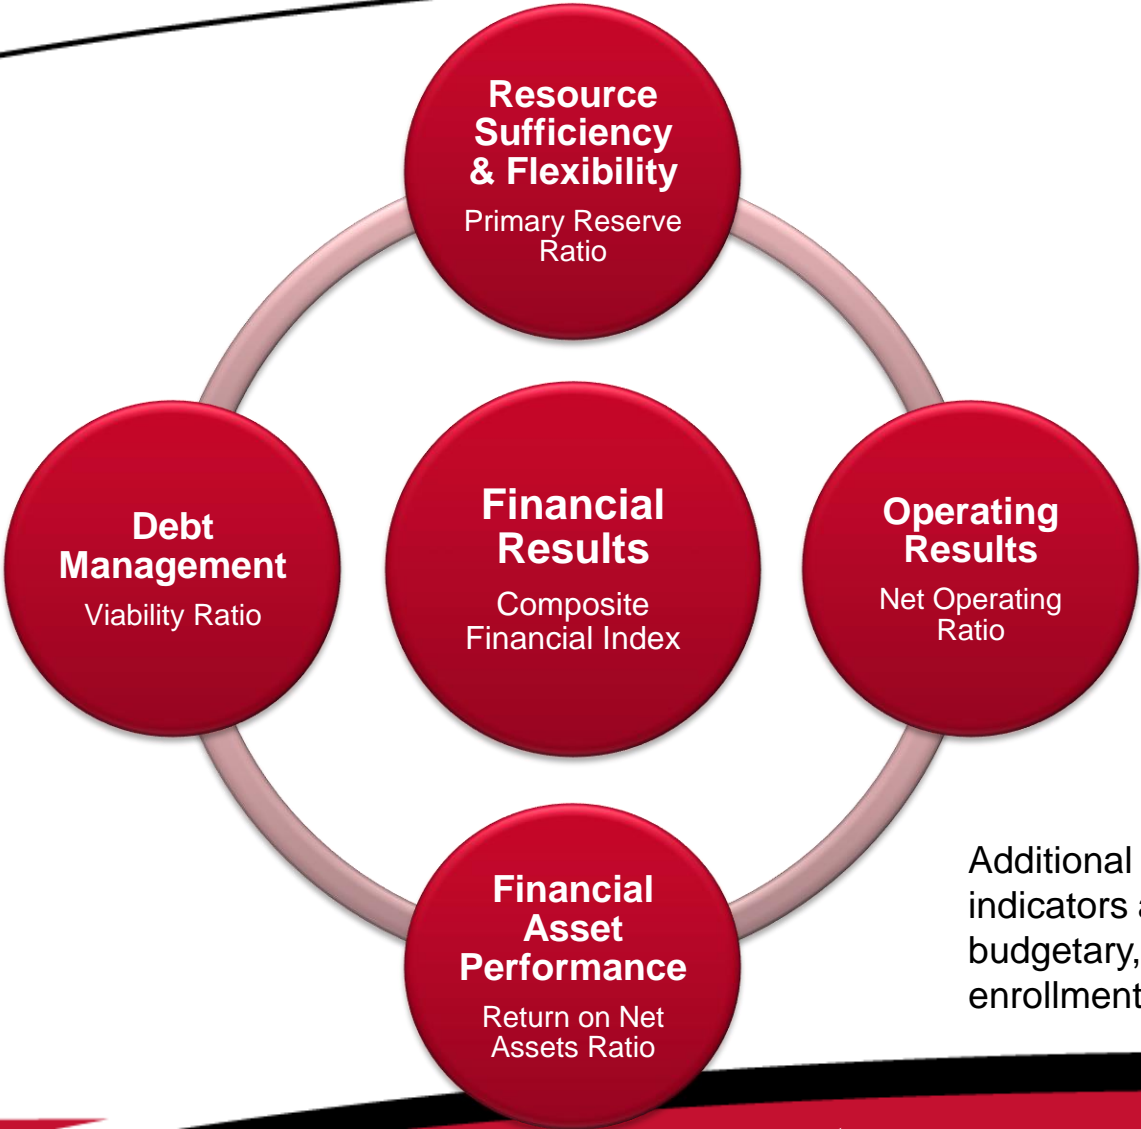 Resource
Sufficiency
& Flexibility
Primary Reserve
Ratio
Debt
Management
Viability Ratio
Financial
Results
Composite
Financial Index
Operating
Results
Net Operating
Ratio
Financial
Asset
Performance
Return on Net
Assets Ratio
Additional
indicators
budgetary,
enrollment